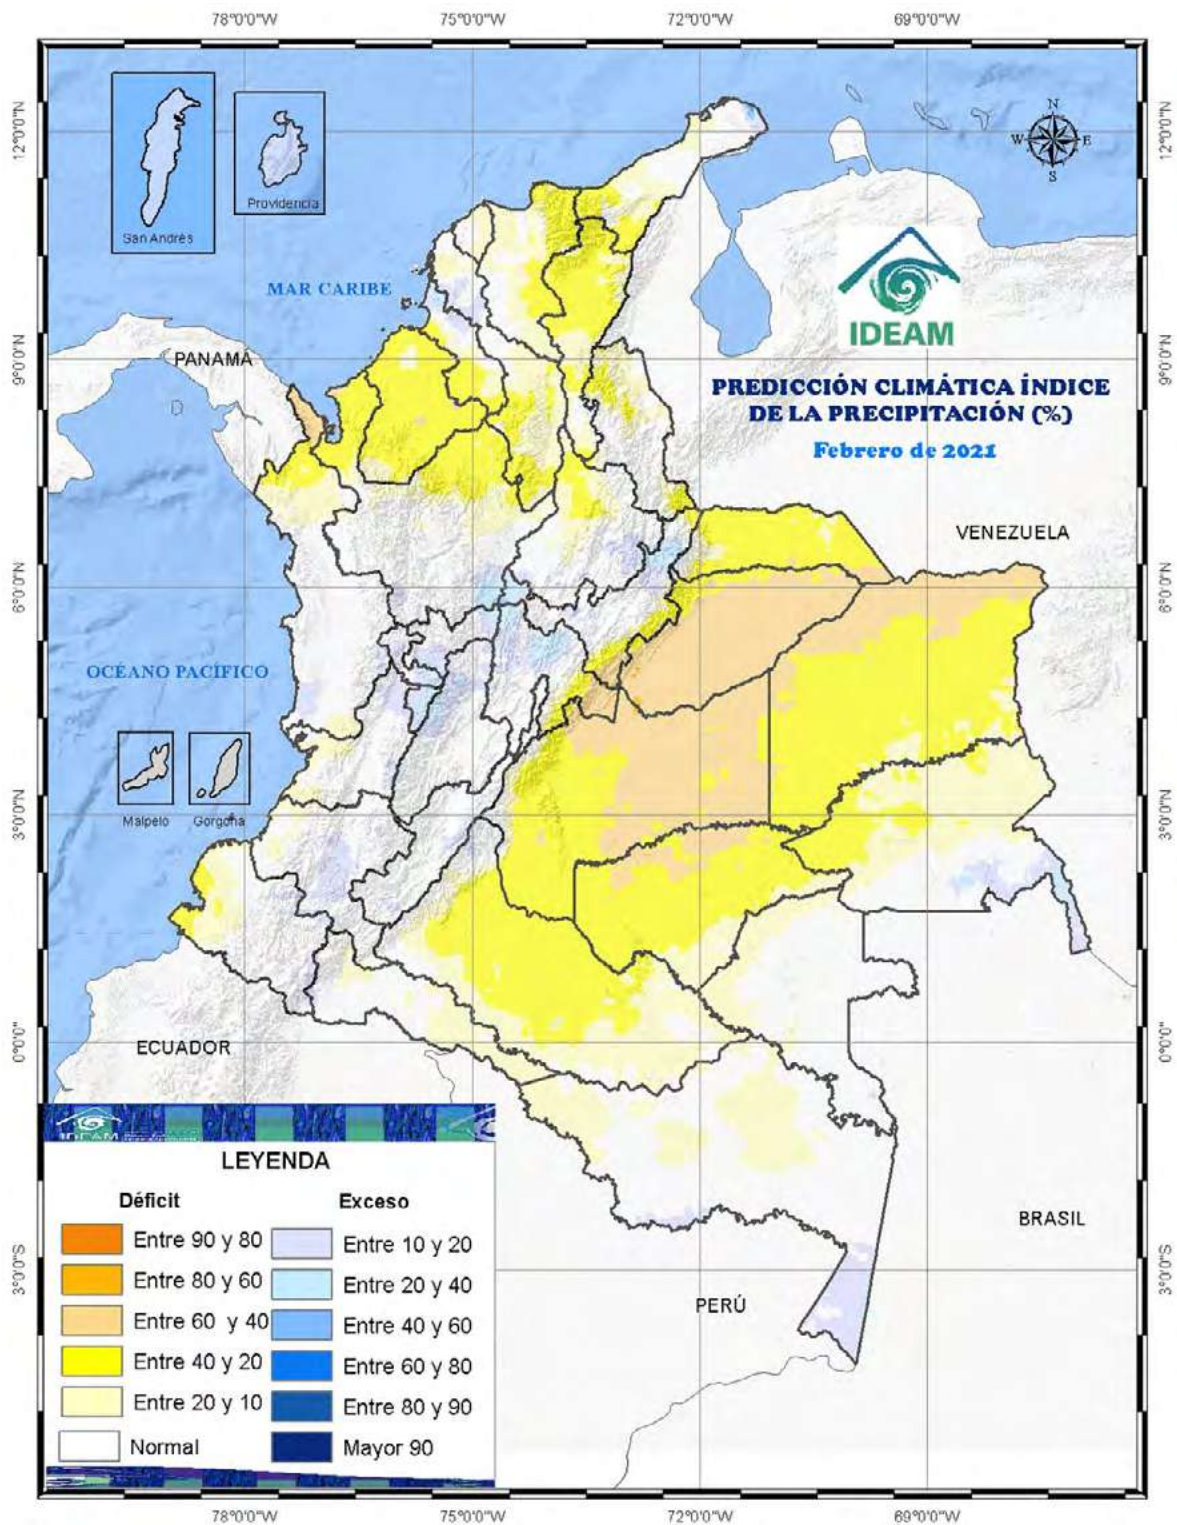 78°0'0"W
75°0'0"W
72°0'0"W
69°0'0"W
12°0'0"N
12°0'0"N
N
W
E
S
San Andrés
Providencia
MAR CARIBE
IDEAM
9°0'0"N
9°0'0"N
PANAMÁ
PREDICCIÓN CLIMÁTICA ÍNDICE
DE LA PRECIPITACIÓN (%)
Febrero de 2021
VENEZUELA
6°0'0"N
6°0'0"N
OCÉANO PACÍFICO
Malpelo
Gorgona
3°0'0"N
3°0'0"N
ECUADOR
0°0'0"
0°0'0"
IDEAM
LEYENDA
Déficit
Exceso
Entre 90 y 80
Entre 10 y 20
Entre 80 y 60
Entre 20 y 40
Entre 60 y 40
Entre 40 y 60
Entre 40 y 20
Entre 60 y 80
Entre 20 y 10
Entre 80 y 90
Normal
Mayor 90
BRASIL
PERÚ
3°0'0"S
3°0'0"S
78°0'0"W
75°0'0"W
72°0'0"W
69°0'0"W